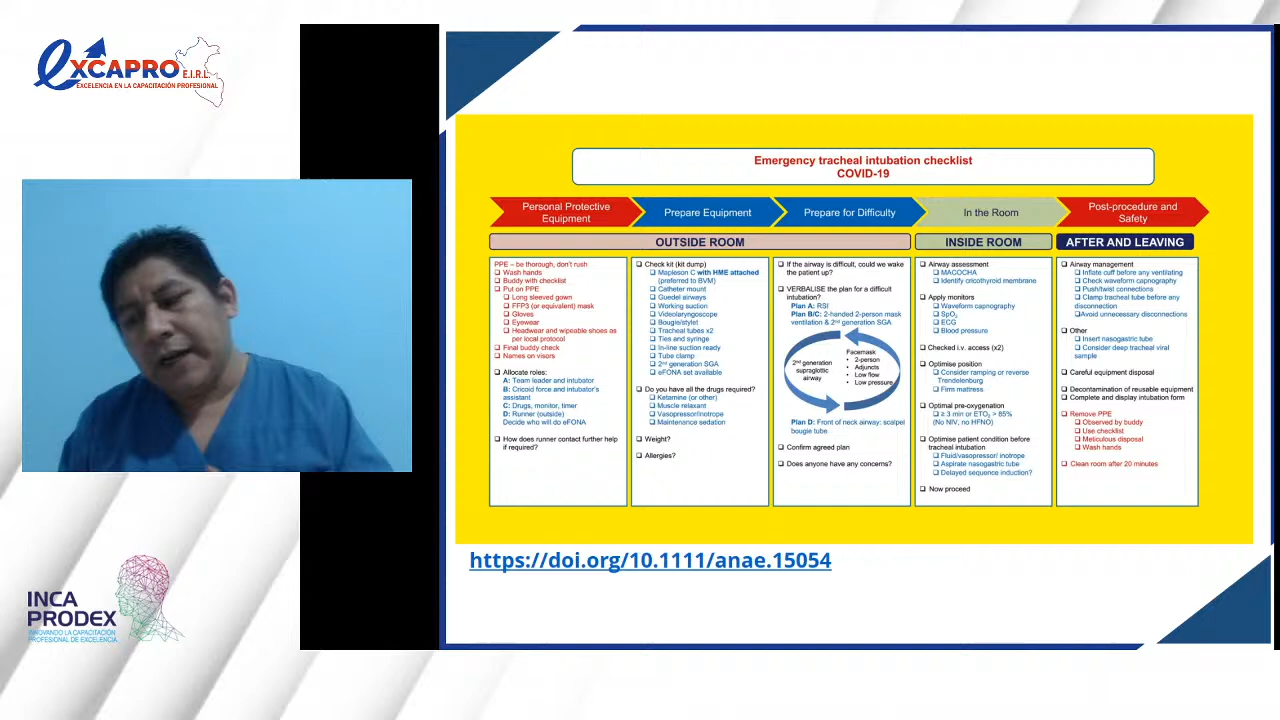 eXCAPRO E.I.R.L.
EXCELENCIA EN LA CAPACITACIÓN PROFESIONAL
INCA
PRODEX
INNOVANDO LA CAPACITACIÓN
PROFESIONAL DE EXCELENCIA
Emergency tracheal intubation checklist
COVID-19
Personal Protective
Equipment
Prepare Equipment
Prepare for Difficulty
In the Room
Post-procedure and
Safety
OUTSIDE ROOM
INSIDE ROOM
AFTER AND LEAVING
PPE – be thorough, don't rush
Wash hands
Buddy with checklist
Put on PPE
Long sleeved gown
FFP3 (or equivalent) mask
Gloves
Eyewear
Headwear and wipeable shoes as
per local protocol
Final buddy check
Names on visors
Allocate roles:
A: Team leader and intubator
B: Cricoid force and intubator's
assistant
C: Drugs, monitor, timer
D: Runner (outside)
Decide who will do eFONA
How does runner contact further help
if required?
Check kit (kit dump)
Mapleson C with HME attached
(preferred to BVM)
Catheter mount
Guedel airways
Working suction
Videolaryngoscope
Bougie/stylet
Tracheal tubes x2
Ties and syringe
In-line suction ready
Tube clamp
2nd generation SGA
eFONA set available
Do you have all the drugs required?
Ketamine (or other)
Muscle relaxant
Vasopressor/inotrope
Maintenance sedation
Weight?
Allergies?
If the airway is difficult, could we wake
the patient up?
VERBALISE the plan for a difficult
intubation?
Plan A: RSI
Plan B/C: 2-handed 2-person mask
ventilation & 2nd generation SGA
2nd generation
supraglottic
airway
Facemask
• 2-person
• Adjuncts
• Low flow
• Low pressure
Plan D: Front of neck airway: scalpel
bougie tube
Confirm agreed plan
Does anyone have any concerns?
Airway assessment
MACOCHA
Identify cricothyroid membrane
Apply monitors
Waveform capnography
SpO2
ECG
Blood pressure
Checked i.v. access (x2)
Optimise position
Consider ramping or reverse
Trendelenburg
Firm mattress
Optimal pre-oxygenation
≥ 3 min or ETO2 > 85%
(No NIV, no HFNO)
Optimise patient condition before
tracheal intubation
Fluid/vasopressor/ inotrope
Aspirate nasogastric tube
Delayed sequence induction?
Now proceed
Airway management
Inflate cuff before any ventilating
Check waveform capnography
Push/twist connections
Clamp tracheal tube before any
disconnection
Avoid unnecessary disconnections
Other
Insert nasogastric tube
Consider deep tracheal viral
sample
Careful equipment disposal
Decontamination of reusable equipment
Complete and display intubation form
Remove PPE
Observed by buddy
Use checklist
Meticulous disposal
Wash hands
Clean room after 20 minutes
https://doi.org/10.1111/anae.15054